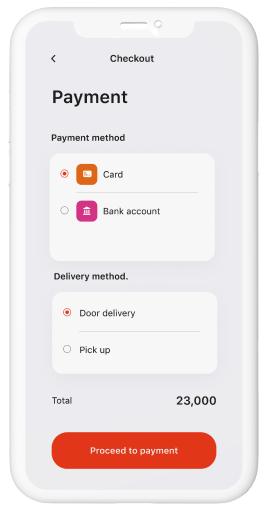 Checkout
Payment
Payment method
Card
Bank account
Delivery method.
Door delivery
Pick up
Total 23,000
Proceed to payment